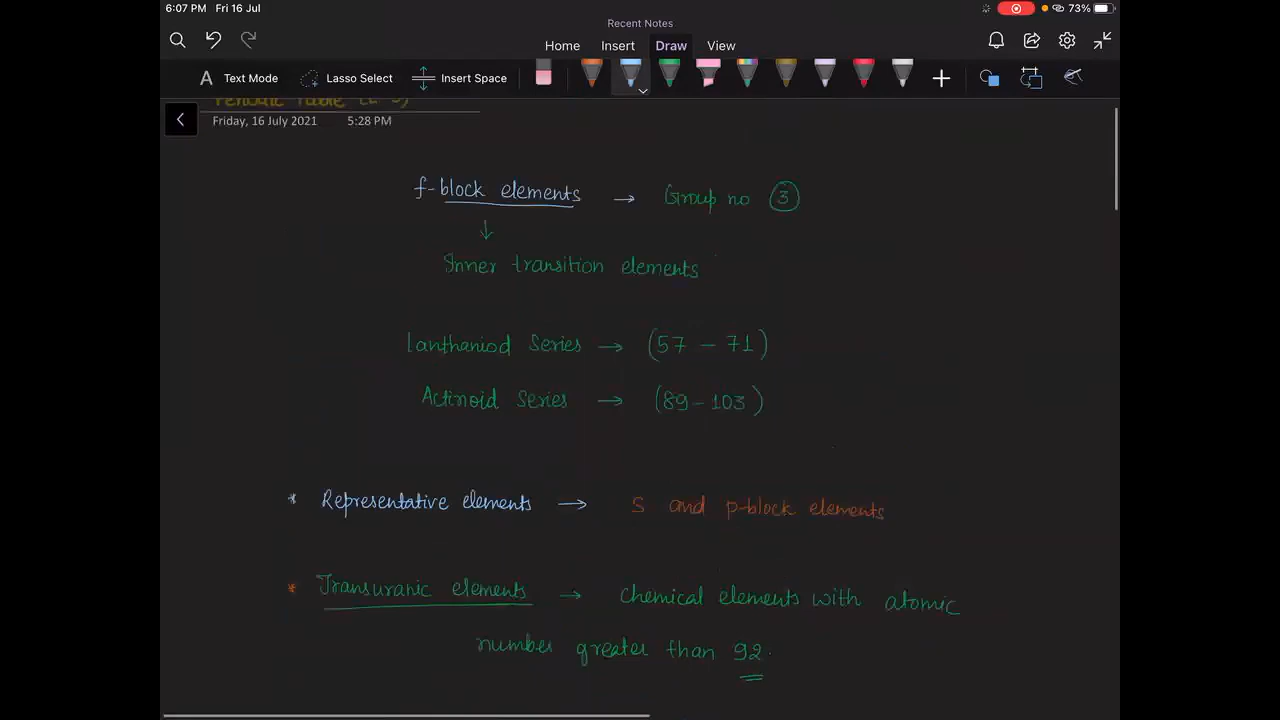 6:07 PM Fri 16 Jul
73%
Recent Notes
Home Insert Draw View
A Text Mode Lasso Select Insert Space
Periodic Table (L-3)
Friday, 16 July 2021 5:28 PM
f-block elements → Group no 3
↓
Inner transition elements
lanthaniod series → (57 – 71)
Actinoid series → (89 – 103)
* Representative elements → s and p-block elements
* Transuranic elements → chemical elements with atomic
number greater than 92.